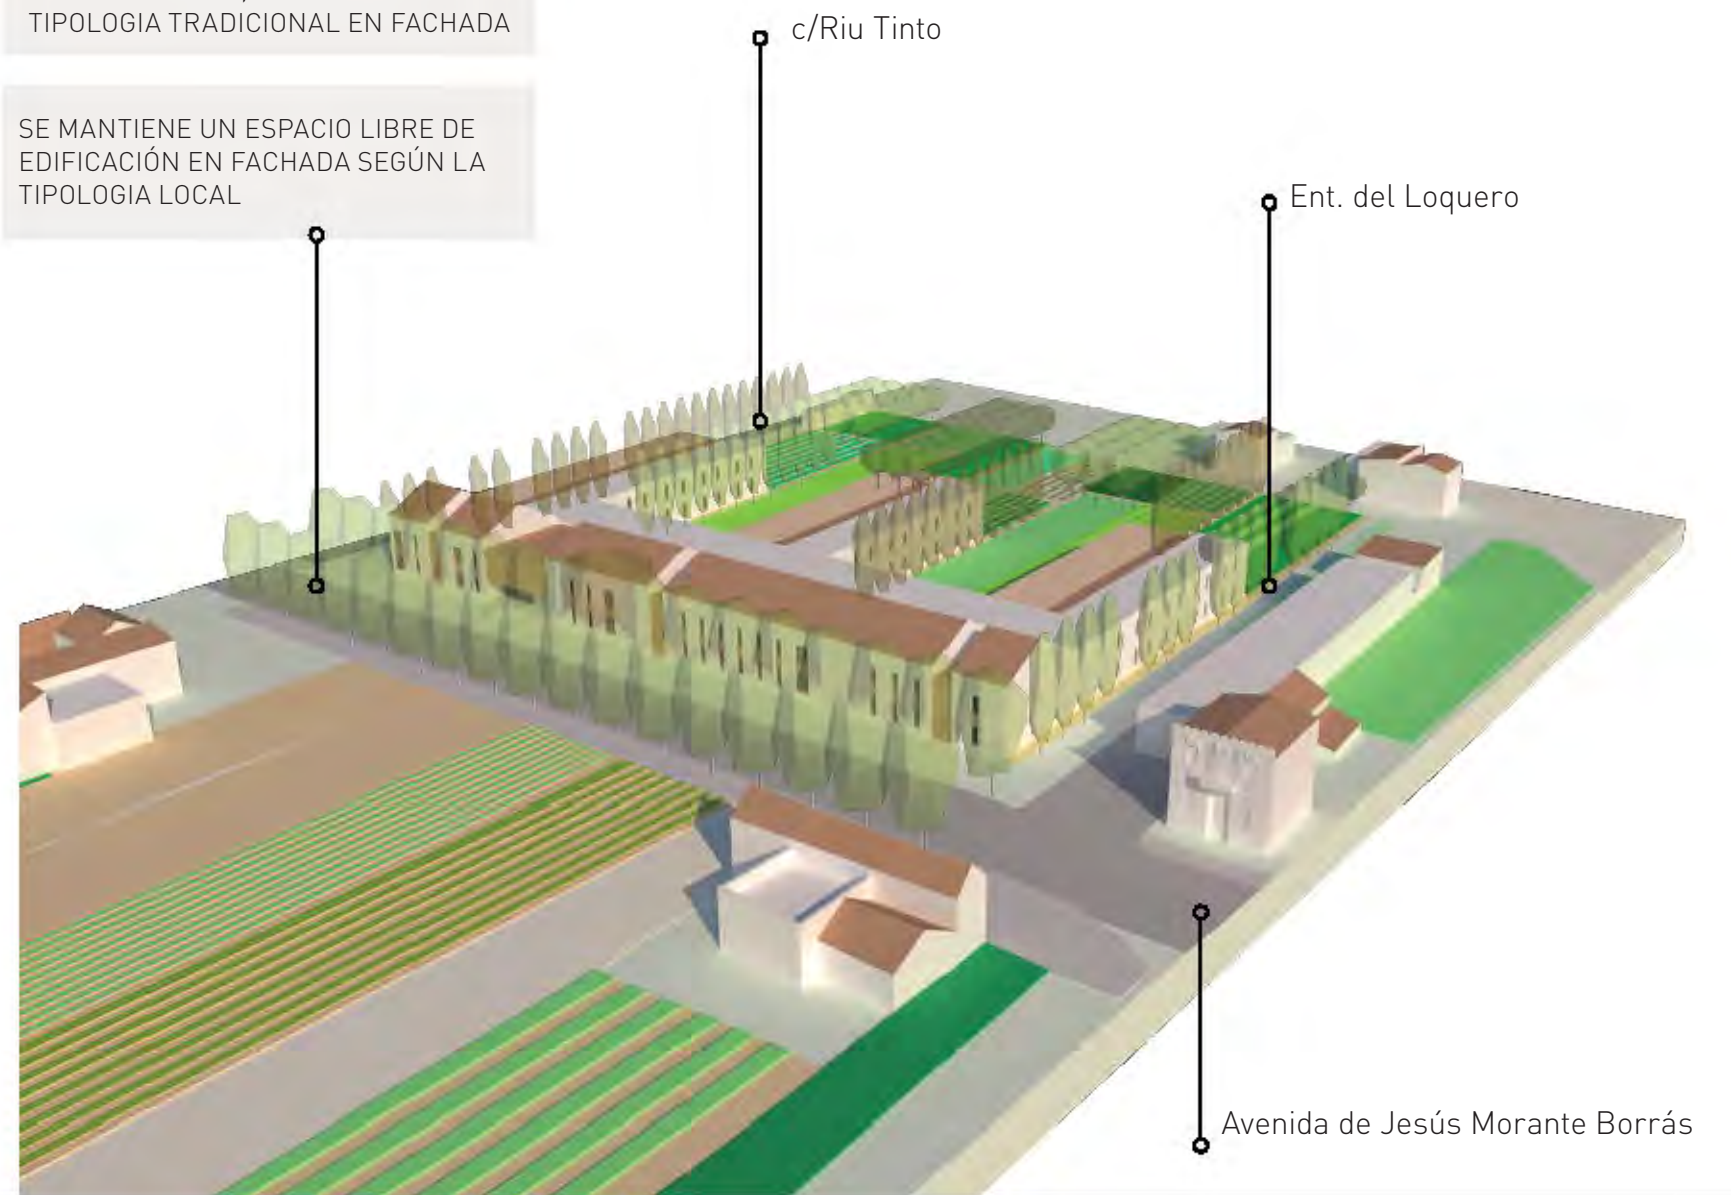 TIPOLOGIA TRADICIONAL EN FACHADA
c/Riu Tinto
SE MANTIENE UN ESPACIO LIBRE DE
EDIFICACIÓN EN FACHADA SEGÚN LA
TIPOLOGIA LOCAL
Ent. del Loquero
Avenida de Jesús Morante Borrás